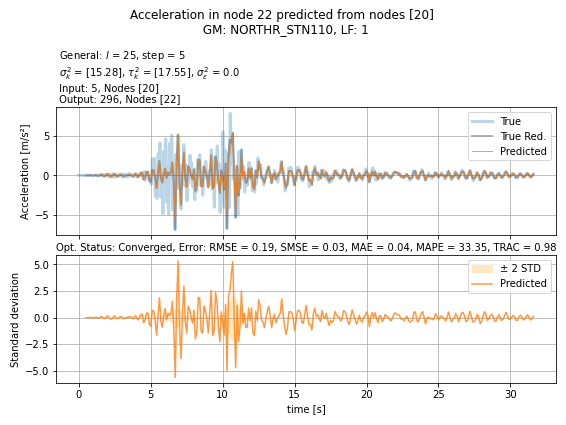 Acceleration in node 22 predicted from nodes [20]
GM: NORTHR_STN110, LF: 1
General: l = 25, step = 5
σ²ₖ = [15.28], τ²ₖ = [17.55], σ²ε = 0.0
Input: 5, Nodes [20]
Output: 296, Nodes [22]
Acceleration [m/s²]
5
0
−5
True
True Red.
Predicted
Opt. Status: Converged, Error: RMSE = 0.19, SMSE = 0.03, MAE = 0.04, MAPE = 33.35, TRAC = 0.98
Standard deviation
5.0
2.5
0.0
−2.5
−5.0
± 2 STD
Predicted
0 5 10 15 20 25 30
time [s]